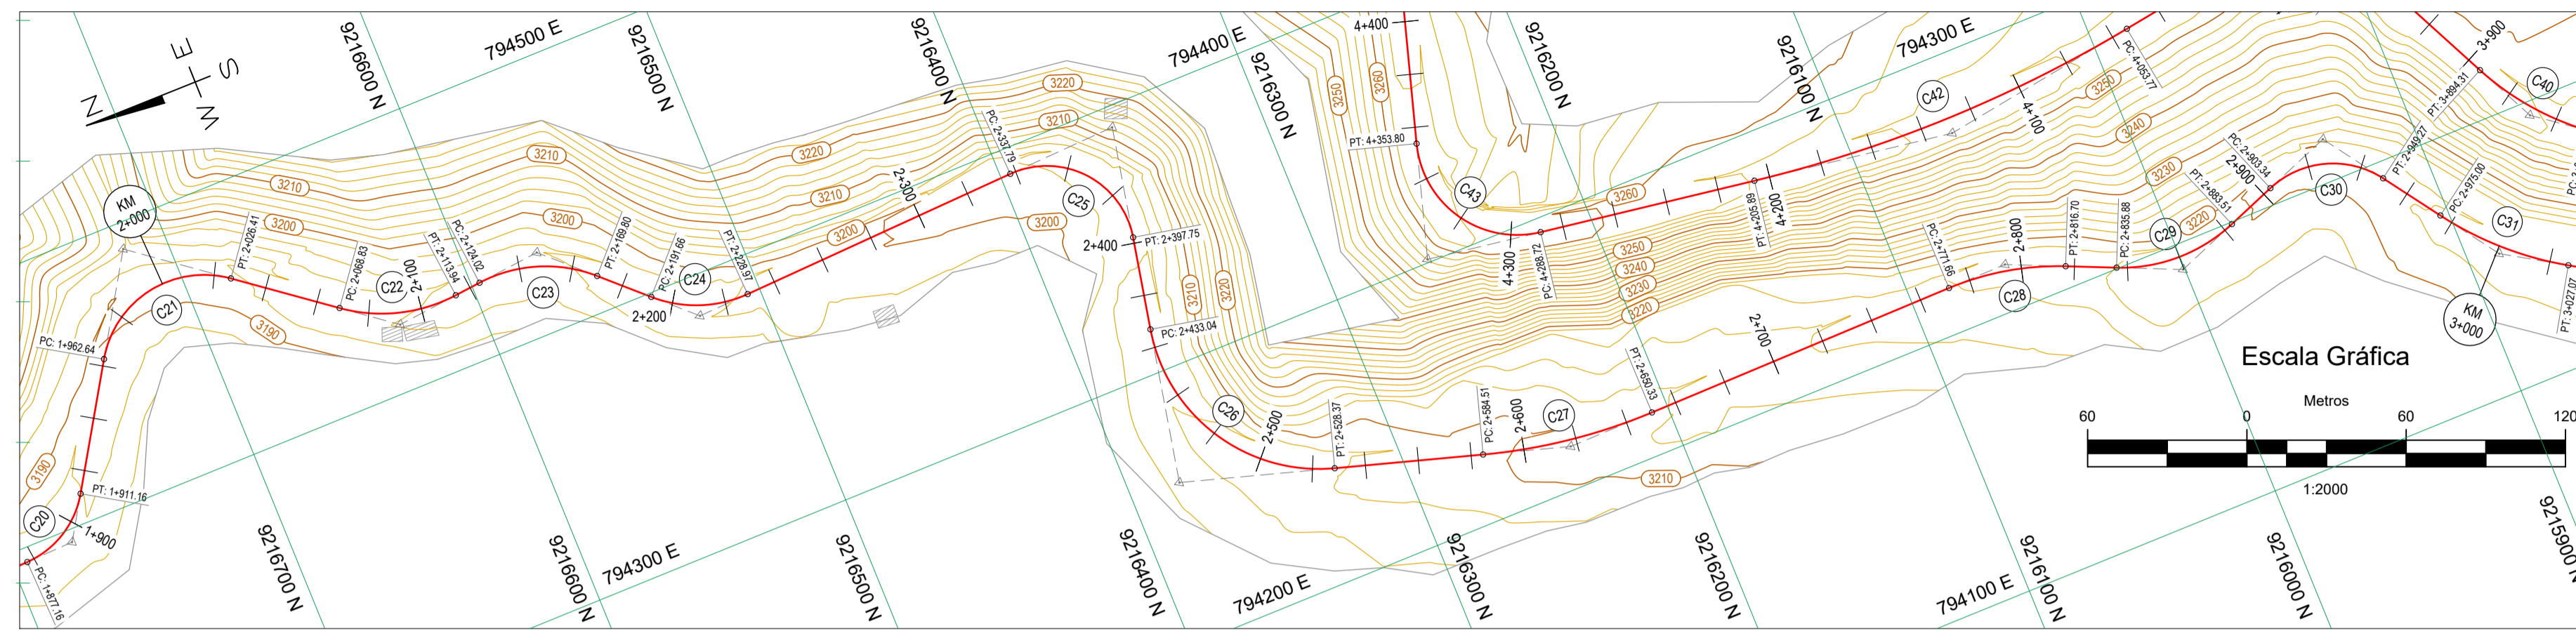 N
E
S
W
9216600 N
794500 E
9216500 N
9216400 N
794400 E
9216300 N
9216200 N
9216100 N
794300 E
KM
2+000
PC: 1+962.64
C21
PT: 2+026.41
3210
3200
3190
PC: 2+068.83
C22
2+100
PT: 2+113.94
PC: 2+124.02
C23
3210
3200
PT: 2+169.80
PC: 2+191.66
2+200
C24
PT: 2+228.97
3220
3210
3200
2+300
PC: 2+337.79
C25
3220
3210
3200
2+400
PT: 2+397.75
PC: 2+433.04
3210
3220
C26
2+500
PT: 2+528.37
PC: 2+584.51
2+600
C27
PT: 2+650.33
3210
2+700
PC: 2+771.66
2+800
C28
PT: 2+816.70
PC: 2+835.88
C29
3220
PT: 2+883.51
2+900
PC: 2+903.34
3230
C30
PT: 2+949.27
PC: 2+975.00
C31
KM
3+000
PT: 3+027.07
PT: 3+894.31
3+900
C40
PC: 4+053.77
3250
3240
4+100
C42
4+200
PT: 4+205.89
3260
PC: 4+288.72
4+300
C43
PT: 4+353.80
4+400
3250
3260
3250
3240
3230
3220
3190
C20
PT: 1+911.16
1+900
PC: 1+877.16
9216700 N
9216600 N
794300 E
9216500 N
9216400 N
794200 E
9216300 N
9216200 N
794100 E
9216100 N
9216000 N
9215900 N
Escala Gráfica
Metros
60
0
60
120
1:2000